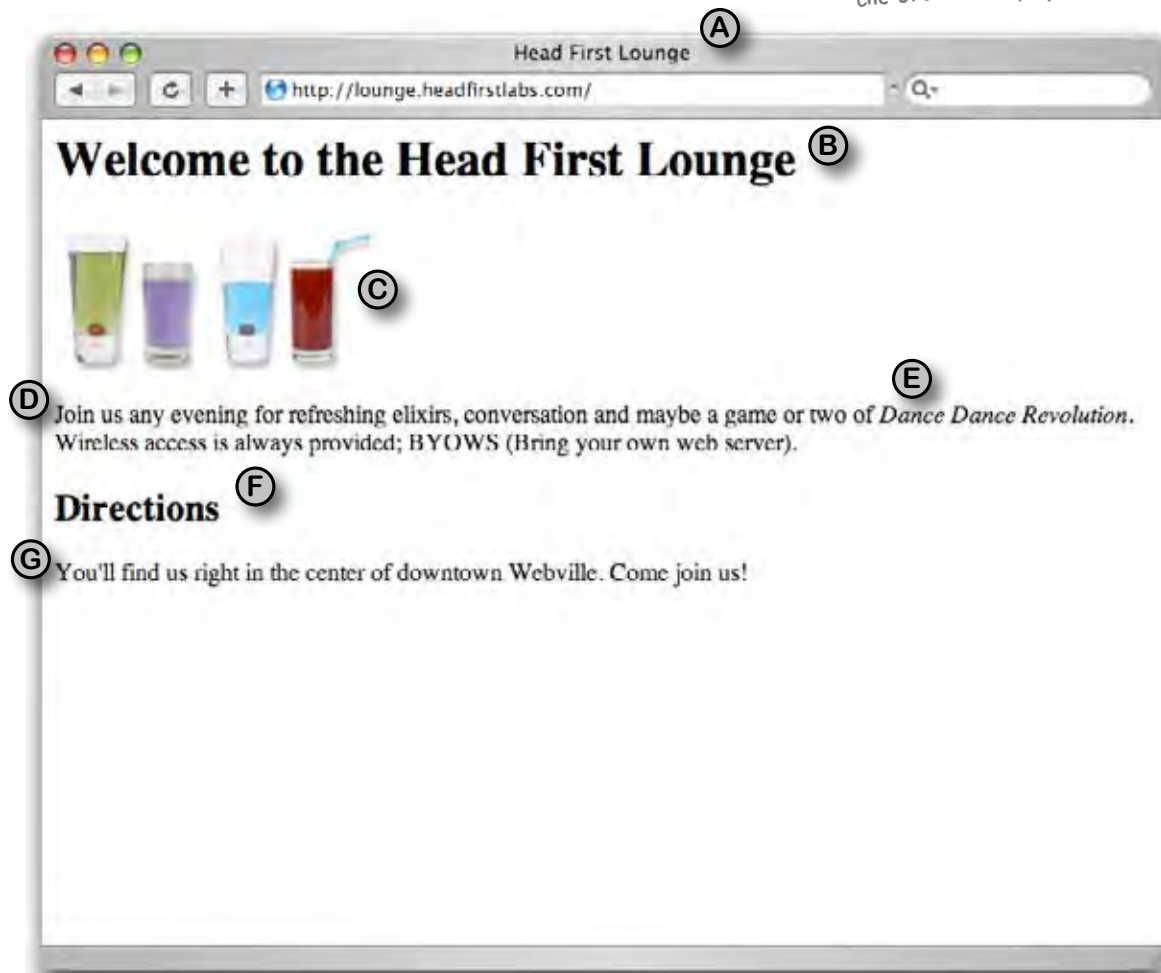 the
A
Head First Lounge
http://lounge.headfirstlabs.com/
Welcome to the Head First Lounge B
C
E
D Join us any evening for refreshing elixirs, conversation and maybe a game or two of Dance Dance Revolution.
Wireless access is always provided; BYOWS (Bring your own web server).
Directions F
G You'll find us right in the center of downtown Webville. Come join us!